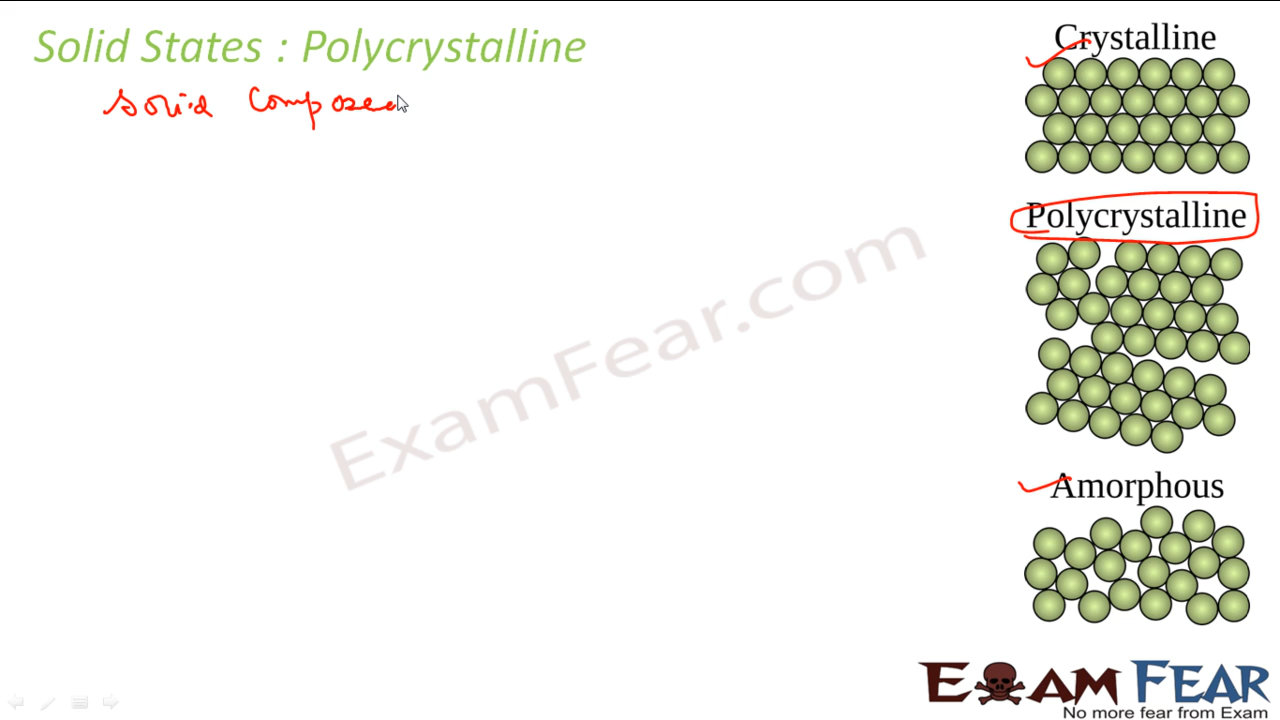 Solid States : Polycrystalline
Solid Composed
Crystalline
Polycrystalline
Amorphous
ExamFear.com
EXAM FEAR
No more fear from Exam